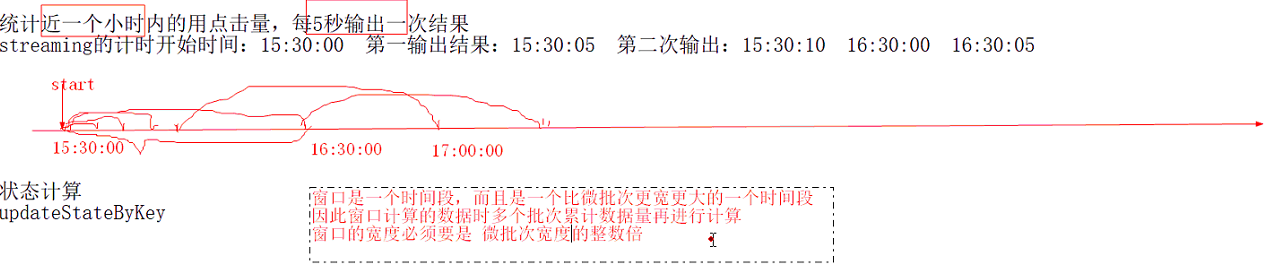 统计近一个小时内的用点击量，每5秒输出一次结果
streaming的计时开始时间：15:30:00 第一输出结果：15:30:05 第二次输出：15:30:10 16:30:00 16:30:05
start
15:30:00 16:30:00 17:00:00
状态计算
updateStateByKey
窗口是一个时间段，而且是一个比微批次更宽更大的一个时间段
因此窗口计算的数据时多个批次累计数据量再进行计算
窗口的宽度必须要是 微批次宽度的整数倍